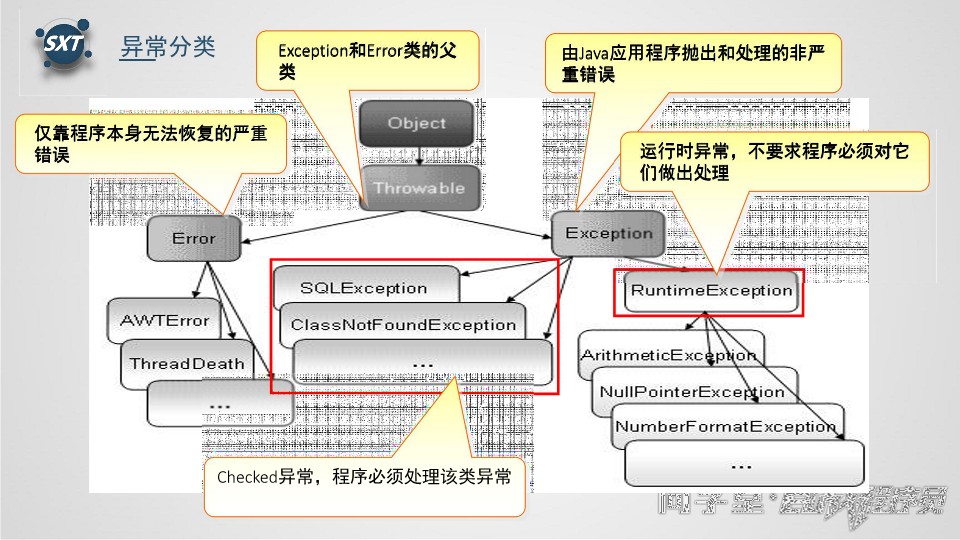 SXT
异常分类
Exception和Error类的父
类
由Java应用程序抛出和处理的非严
重错误
仅靠程序本身无法恢复的严重
错误
运行时异常，不要求程序必须对它
们做出处理
Object
Throwable
Error
Exception
SQLException
ClassNotFoundException
...
RuntimeException
AWTError
ThreadDeath
...
ArithmeticException
NullPointerException
NumberFormatException
...
Checked异常，程序必须处理该类异常